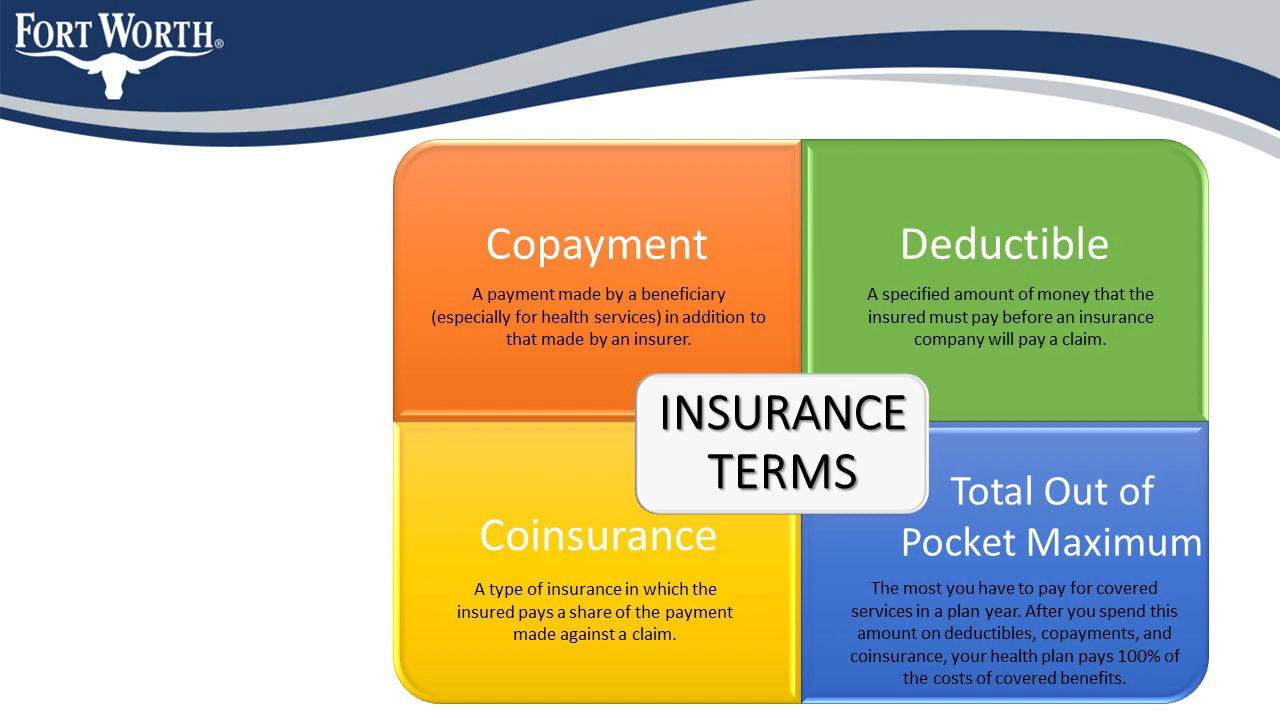 FORT WORTH®
Copayment
A payment made by a beneficiary
(especially for health services) in addition to
that made by an insurer.
Deductible
A specified amount of money that the
insured must pay before an insurance
company will pay a claim.
INSURANCE
TERMS
Coinsurance
A type of insurance in which the
insured pays a share of the payment
made against a claim.
Total Out of
Pocket Maximum
The most you have to pay for covered
services in a plan year. After you spend this
amount on deductibles, copayments, and
coinsurance, your health plan pays 100% of
the costs of covered benefits.